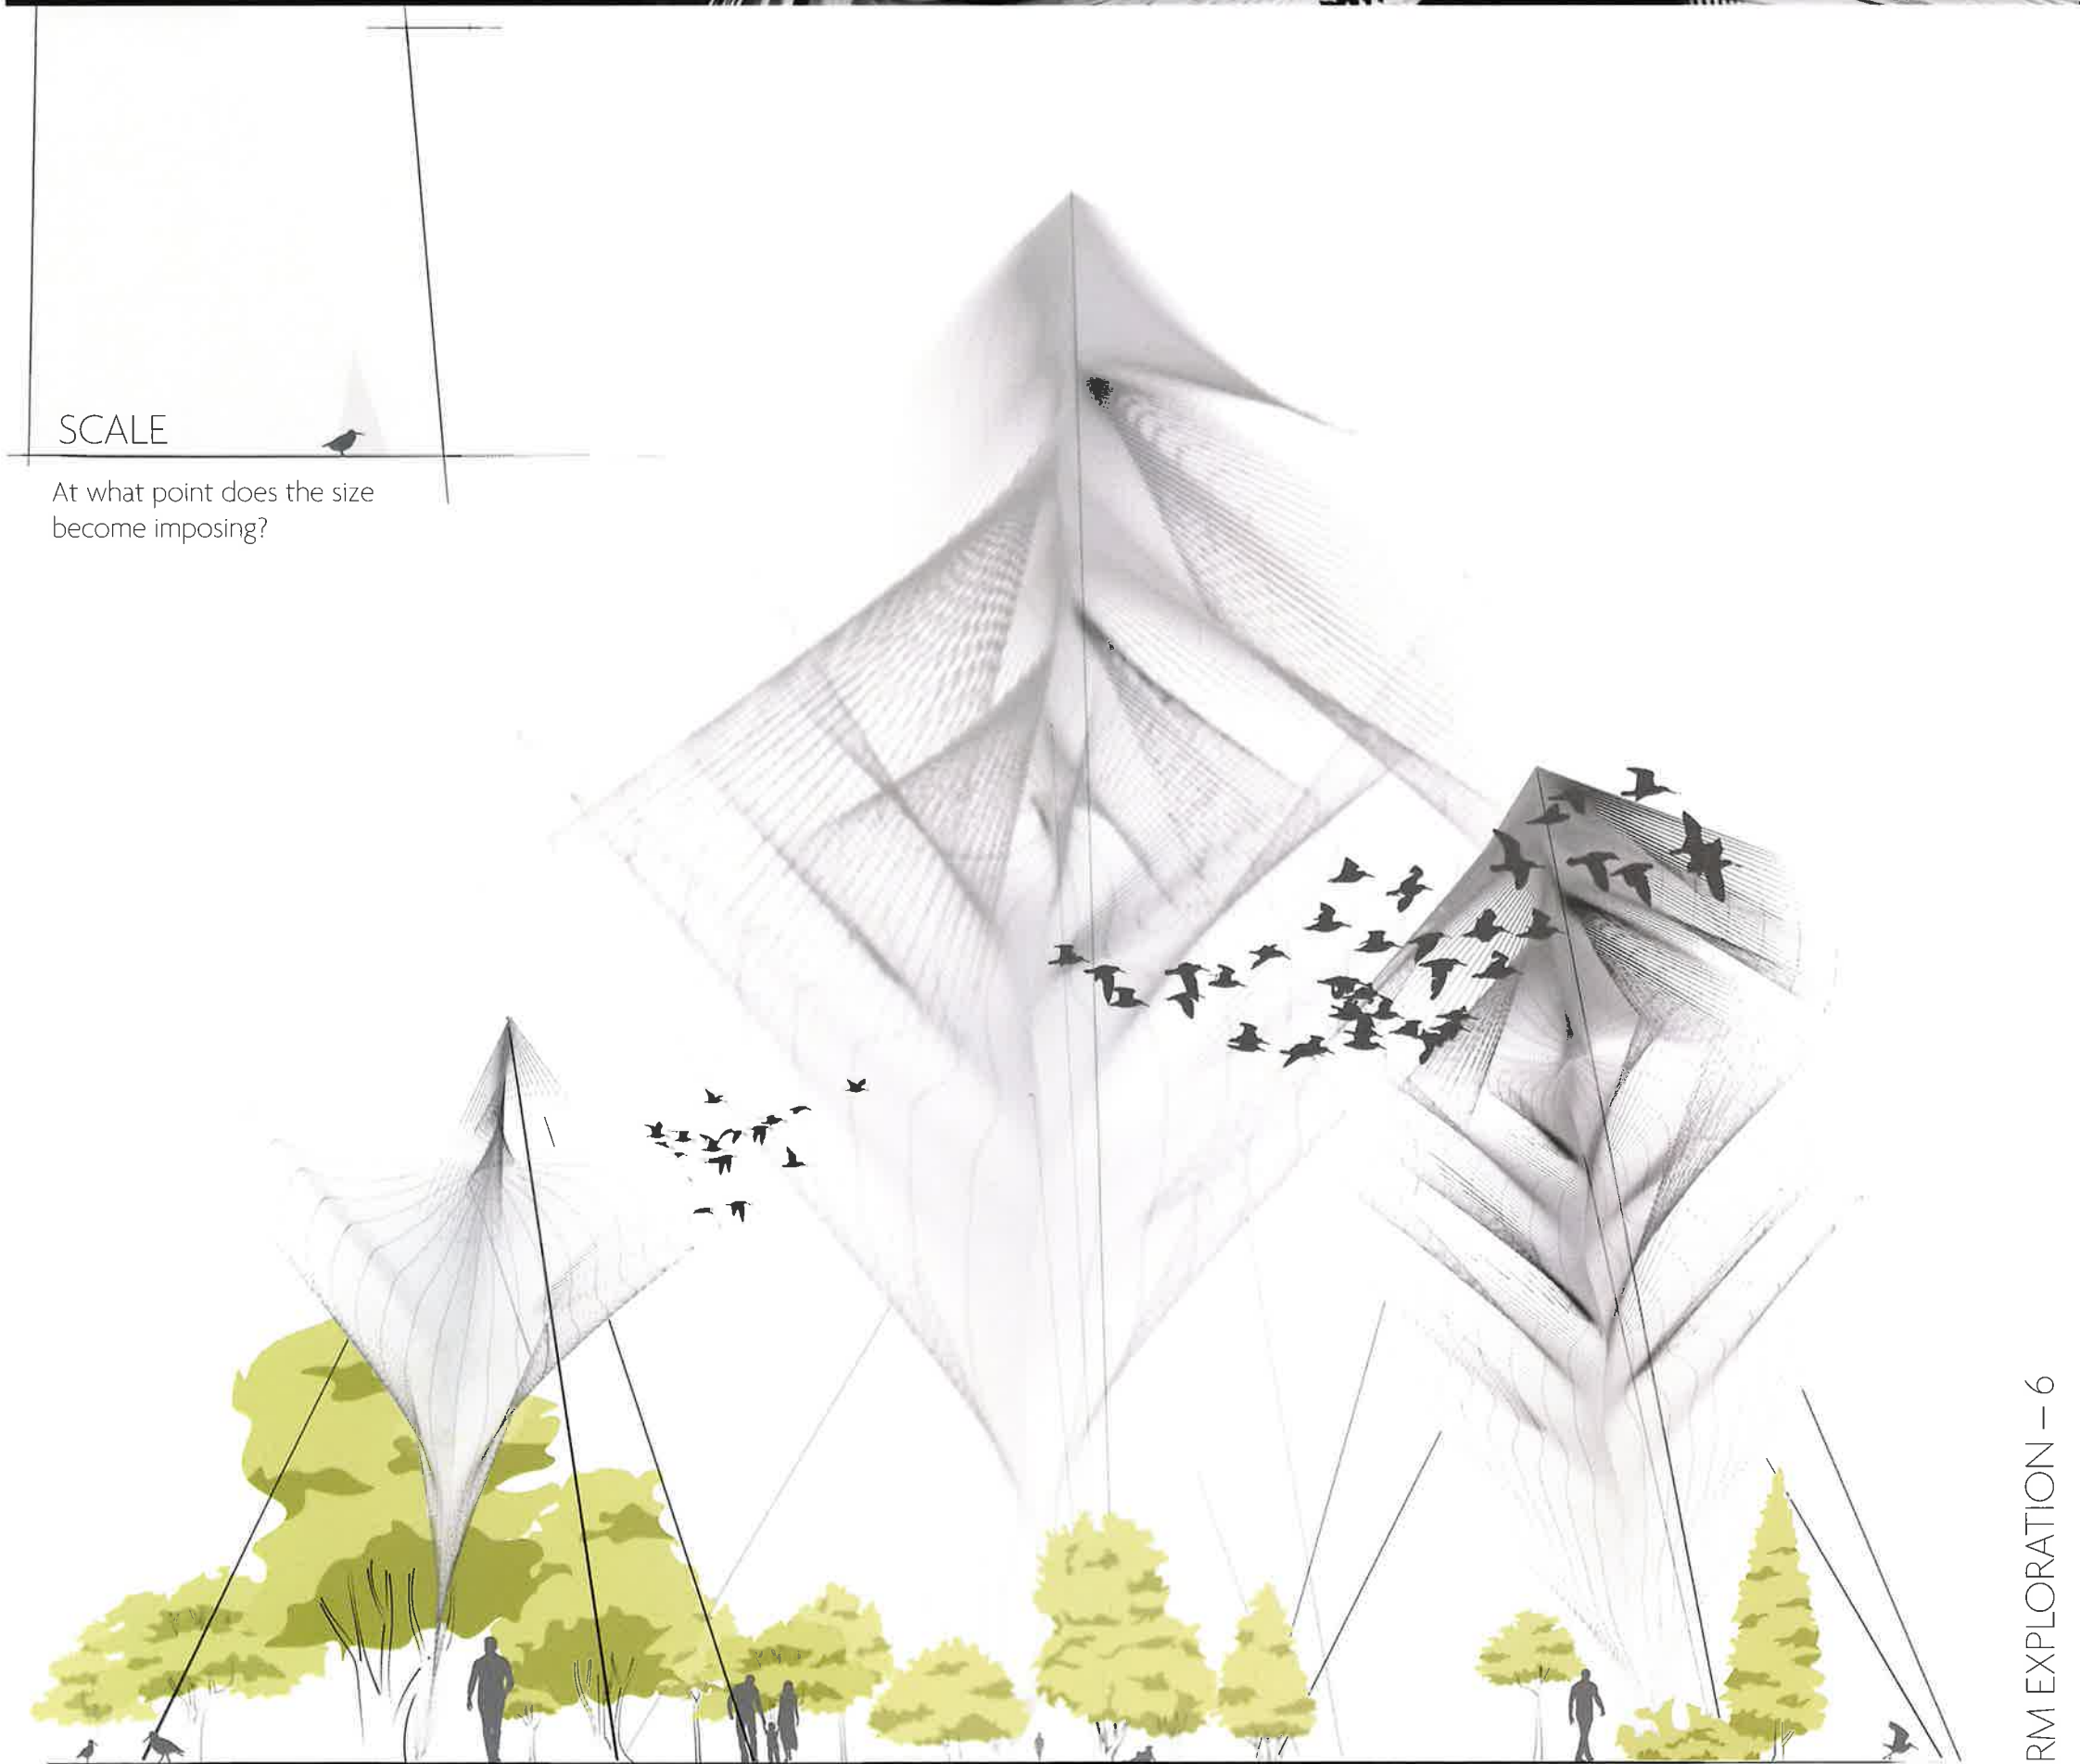 SCALE
At what point does the size
become imposing?
RM EXPLORATION – 6